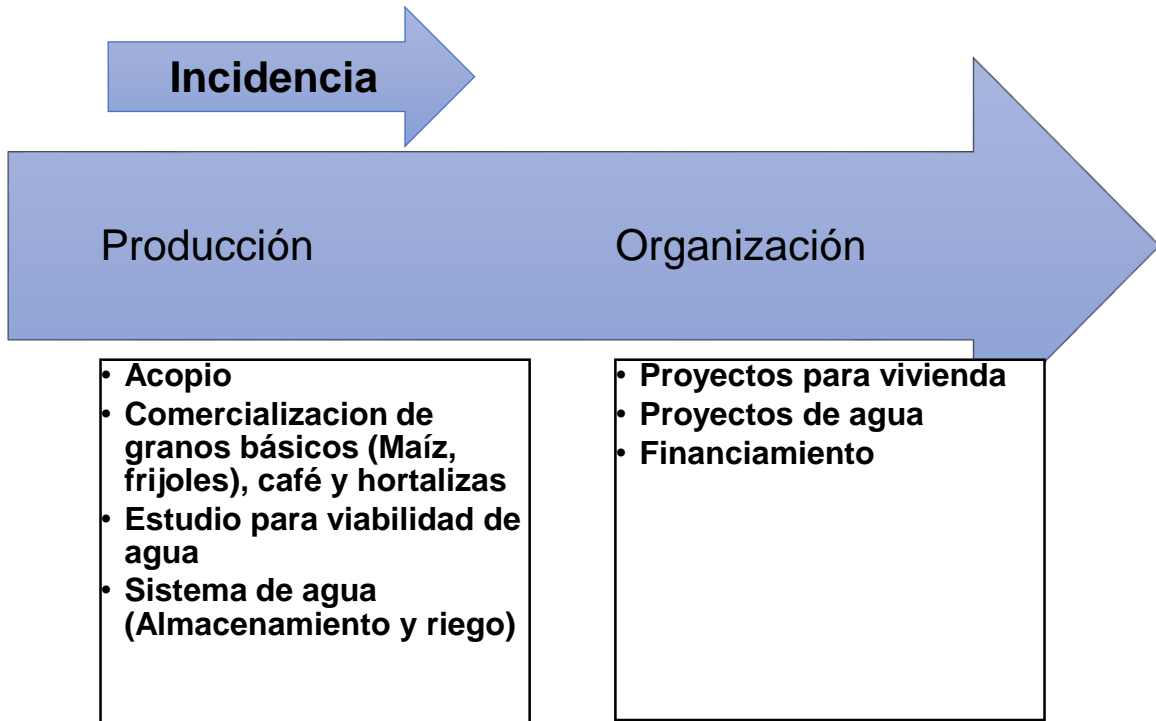 Incidencia
Producción
Organización
• Acopio
• Comercializacion de
granos básicos (Maíz,
frijoles), café y hortalizas
• Estudio para viabilidad de
agua
• Sistema de agua
(Almacenamiento y riego)
• Proyectos para vivienda
• Proyectos de agua
• Financiamiento